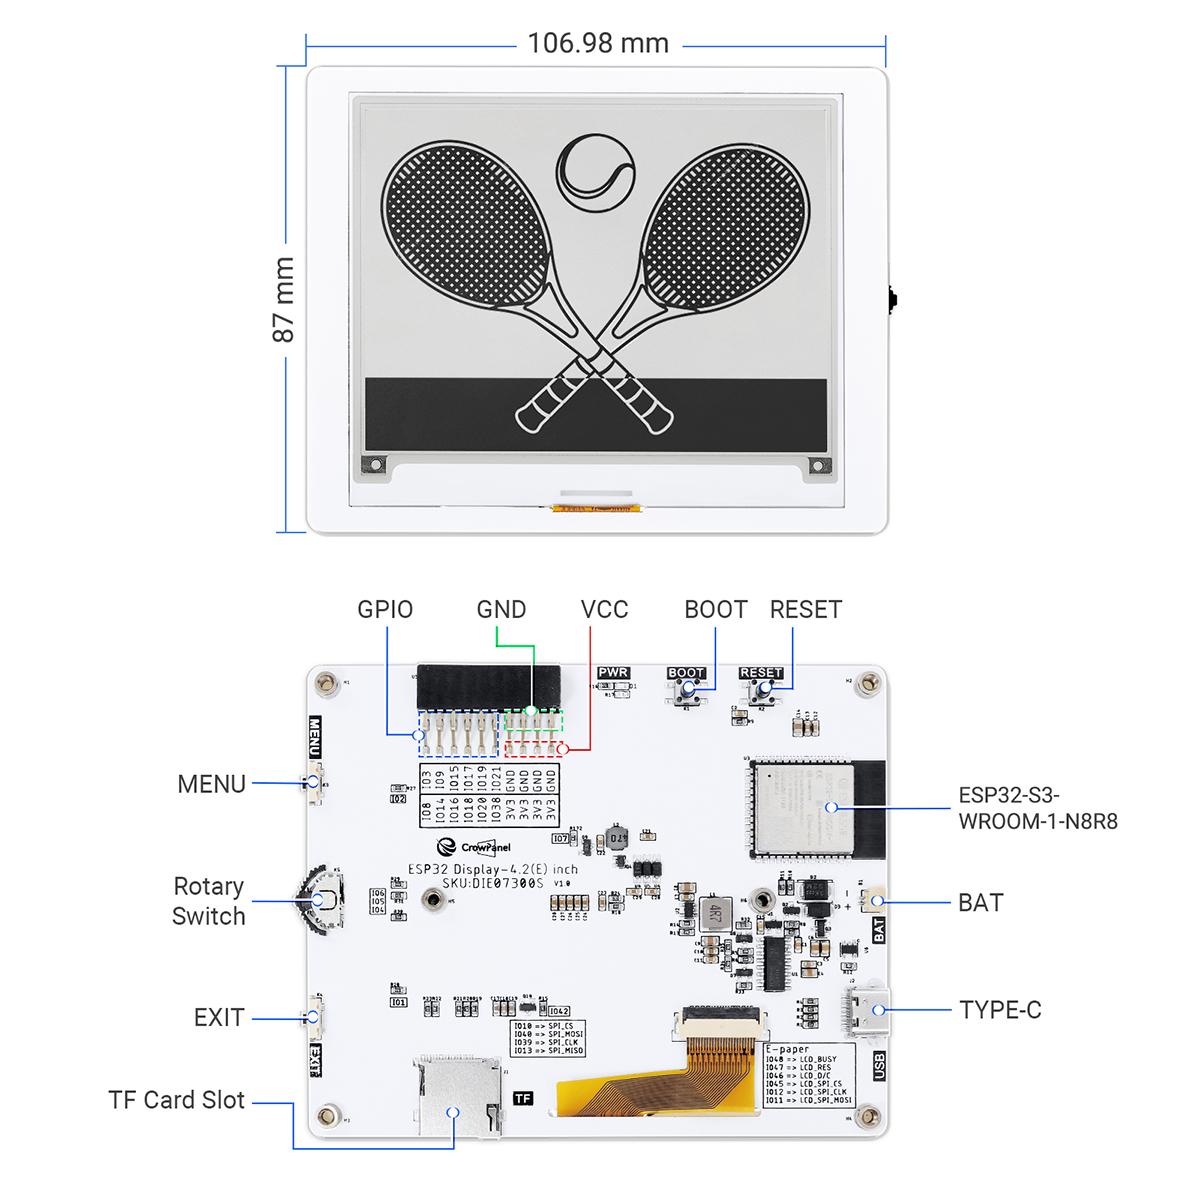 106.98 mm
87 mm
GPIO
GND
VCC
BOOT
RESET
PWR
BOOT
RESET
MENU
MENU
IO3
IO9
IO15
IO17
IO19
IO21
GND
GND
GND
GND
IO8
IO14
IO16
IO18
IO20
IO38
3V3
3V3
3V3
3V3
IO2
IO7
CrowPanel
ESP32 Display-4.2(E) inch
SKU:DIE07300S
V1.0
ESP32-S3-
WROOM-1-N8R8
Rotary
Switch
IO6
IO5
IO4
470
4R7
BAT
BAT
EXIT
EXIT
IO1
IO42
IO10 => SPI_CS
IO40 => SPI_MOSI
IO39 => SPI_CLK
IO13 => SPI_MISO
TYPE-C
USB
E-paper
IO48 => LCD_BUSY
IO47 => LCD_RES
IO46 => LCD_D/C
IO45 => LCD_SPI_CS
IO12 => LCD_SPI_CLK
IO11 => LCD_SPI_MOSI
TF Card Slot
TF